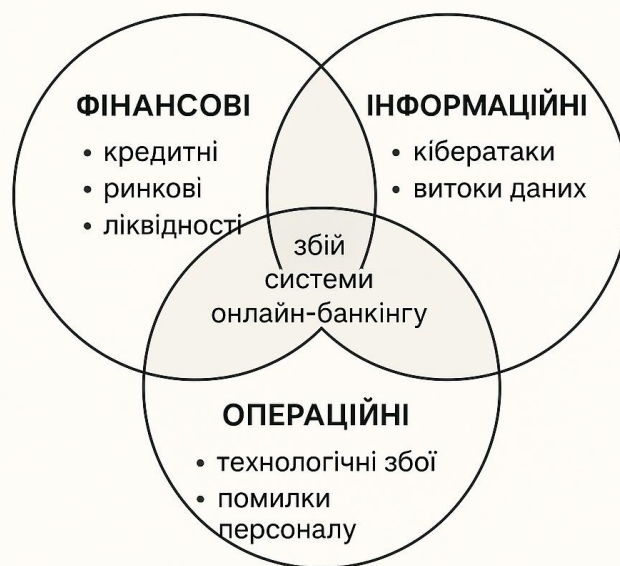 ФІНАНСОВІ
• кредитні
• ринкові
• ліквідності
ІНФОРМАЦІЙНІ
• кібератаки
• витоки даних
збій
системи
онлайн-банкінгу
ОПЕРАЦІЙНІ
• технологічні збої
• помилки
персоналу